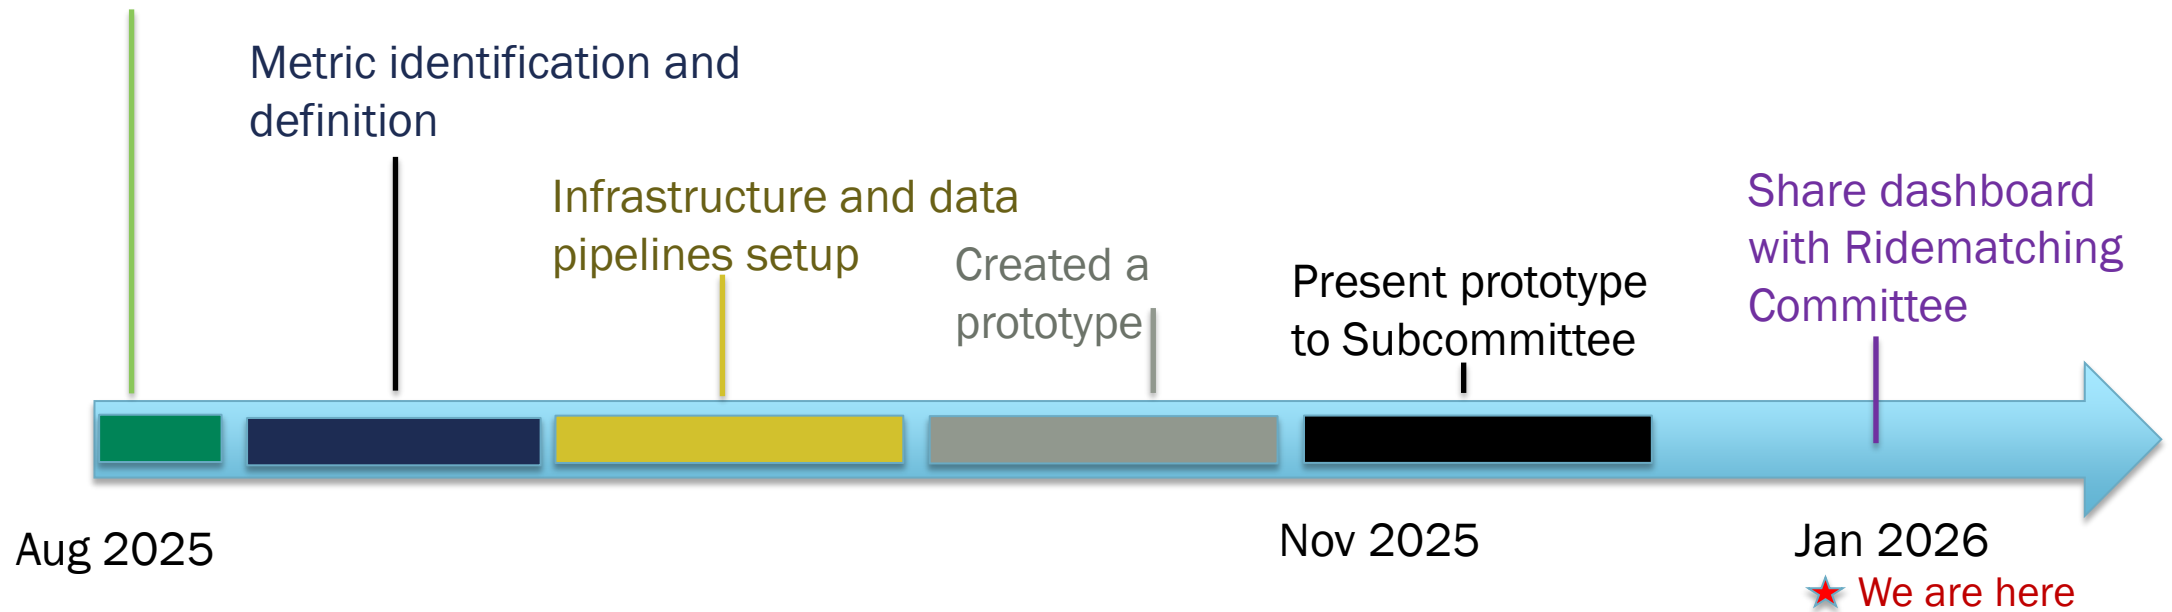 Metric identification and
definition
Infrastructure and data
pipelines setup
Created a
prototype
Present prototype
to Subcommittee
Share dashboard
with Ridematching
Committee
Aug 2025
Nov 2025
Jan 2026
We are here